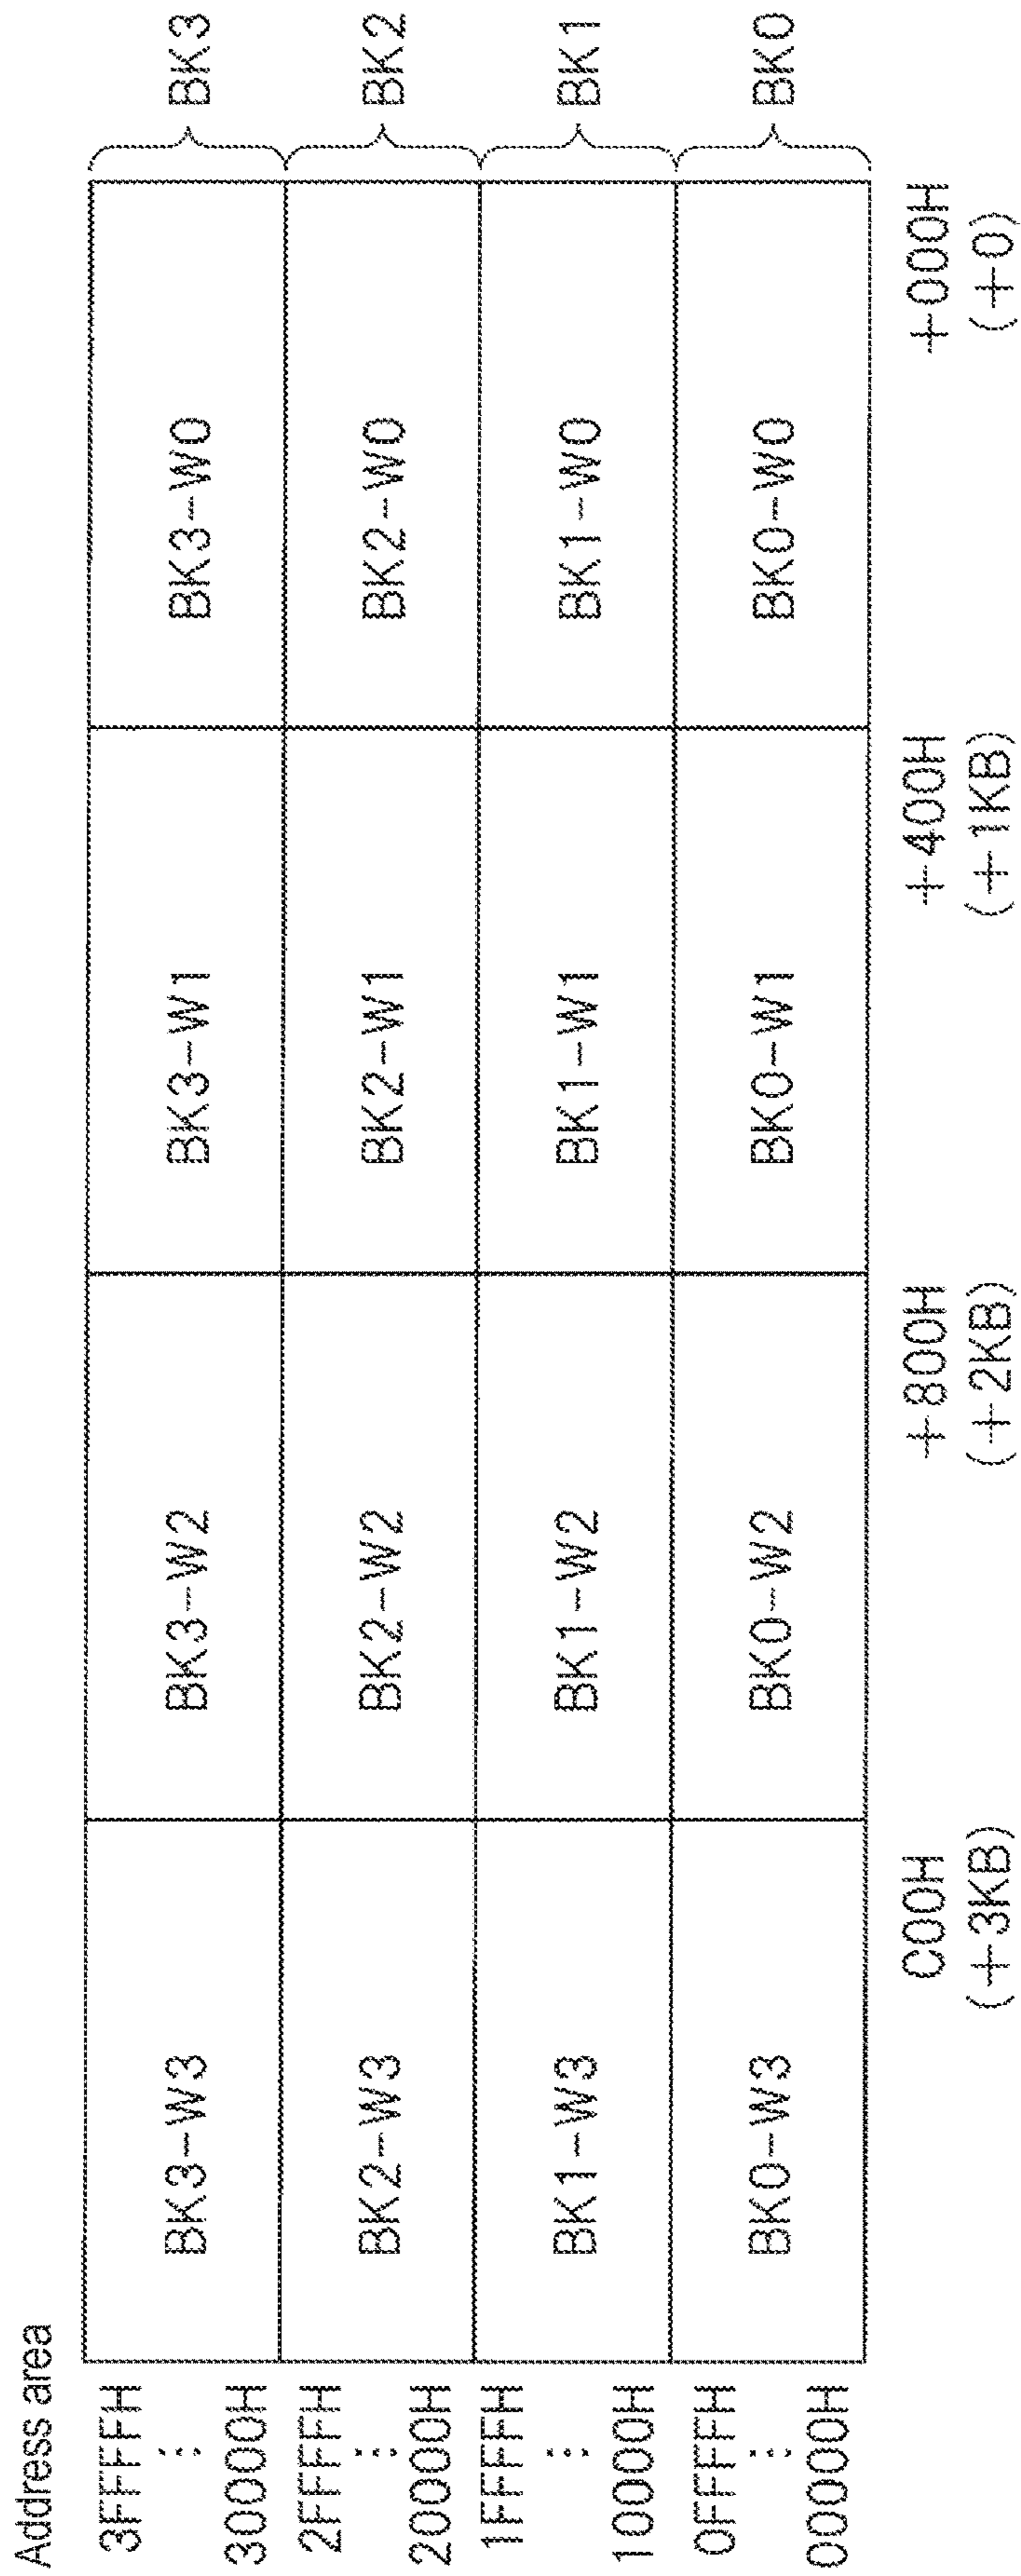 Address area
3FFFFH
⋮
30000H
BK3-W3
BK3-W2
BK3-W1
BK3-W0
BK3
2FFFFH
⋮
20000H
BK2-W3
BK2-W2
BK2-W1
BK2-W0
BK2
1FFFFH
⋮
10000H
BK1-W3
BK1-W2
BK1-W1
BK1-W0
BK1
0FFFFH
⋮
00000H
BK0-W3
BK0-W2
BK0-W1
BK0-W0
BK0
C00H
(+3KB)
+800H
(+2KB)
+400H
(+1KB)
+000H
(+0)